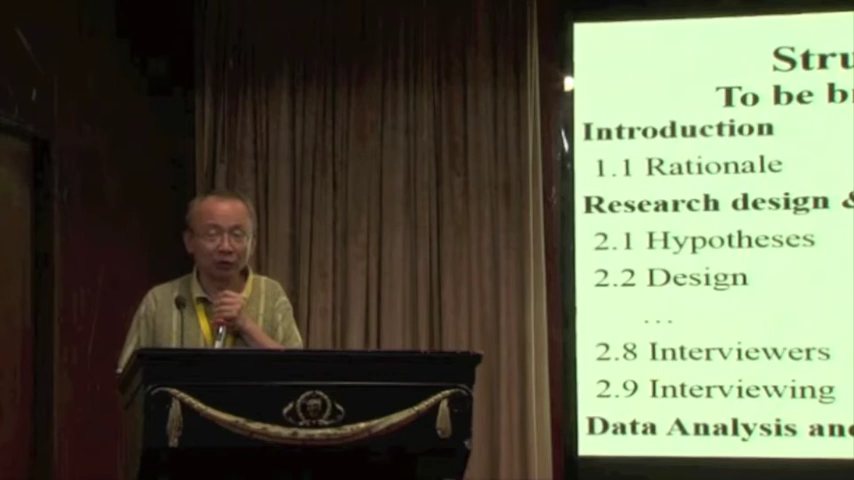 Stru
To be b
Introduction
1.1 Rationale
Research design &
2.1 Hypotheses
2.2 Design
...
2.8 Interviewers
2.9 Interviewing
Data Analysis and